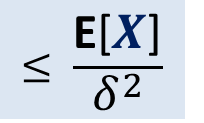 ≤ E[X] / δ²